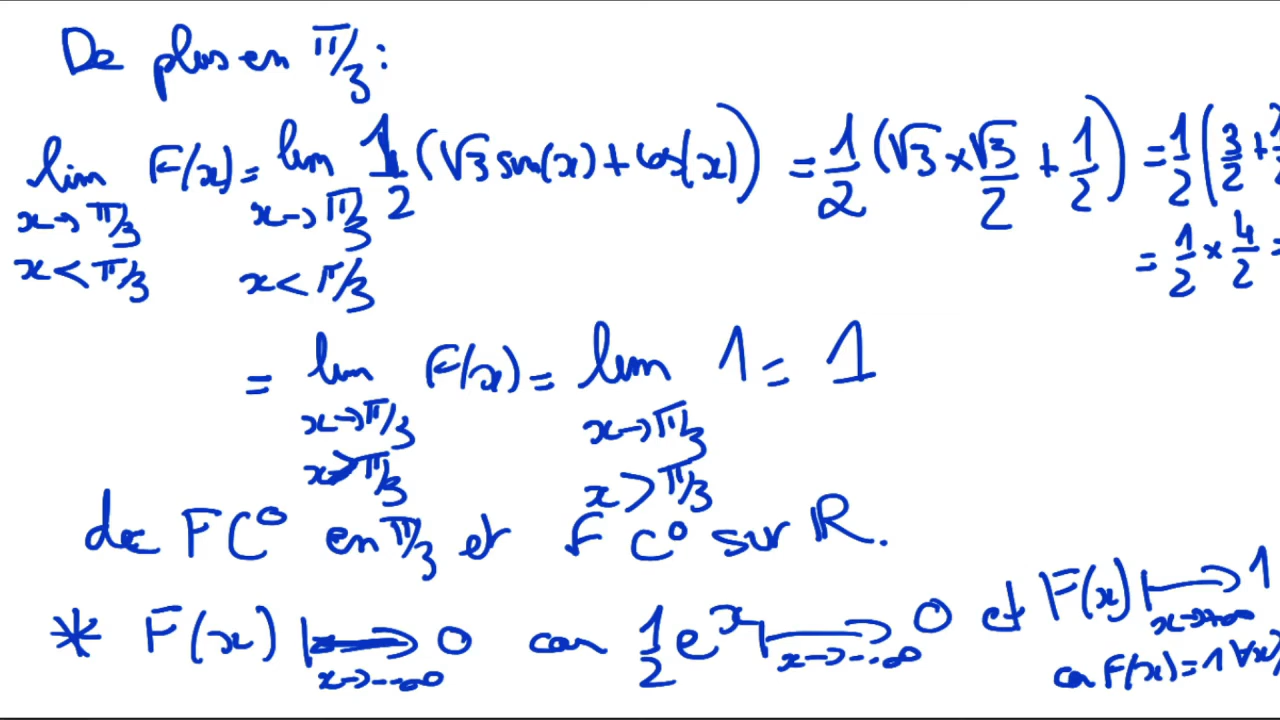 De plus en π/3 :
lim F(x) = lim 1/2 (√3 sin(x) + cos(x)) = 1/2 (√3 × √3/2 + 1/2) = 1/2 (3/2 +
x→π/3 x→π/3
x<π/3 x<π/3 = 1/2 × 4/2 =
= lim F(x) = lim 1 = 1
x→π/3 x→π/3
x>π/3 x>π/3
dc F C⁰ en π/3 et F C⁰ sur ℝ.
* F(x) ⟼ 0 car 1/2 eˣ ⟼ 0 et F(x) ⟼ 1
x→-∞ x→-∞ x→+∞
car F(x) = 1 ∀x